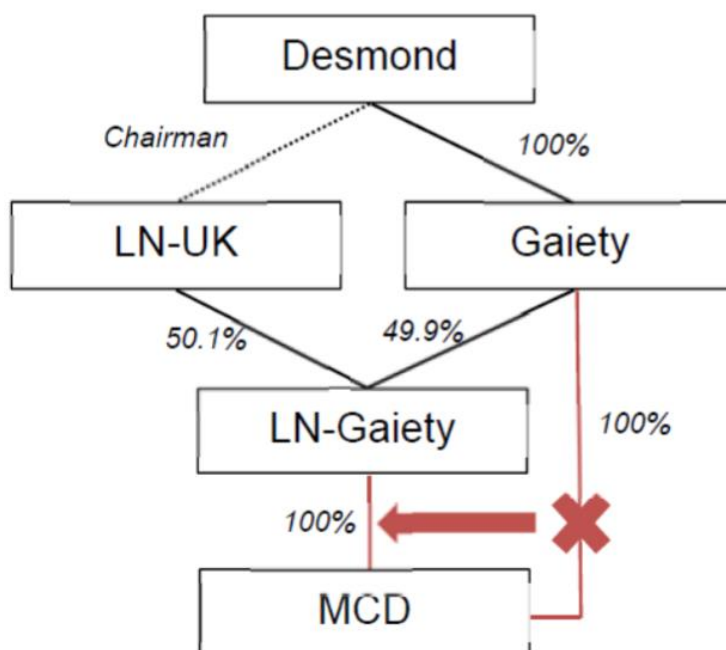 Desmond
Chairman
100%
LN-UK
Gaiety
50.1%
49.9%
LN-Gaiety
100%
100%
MCD